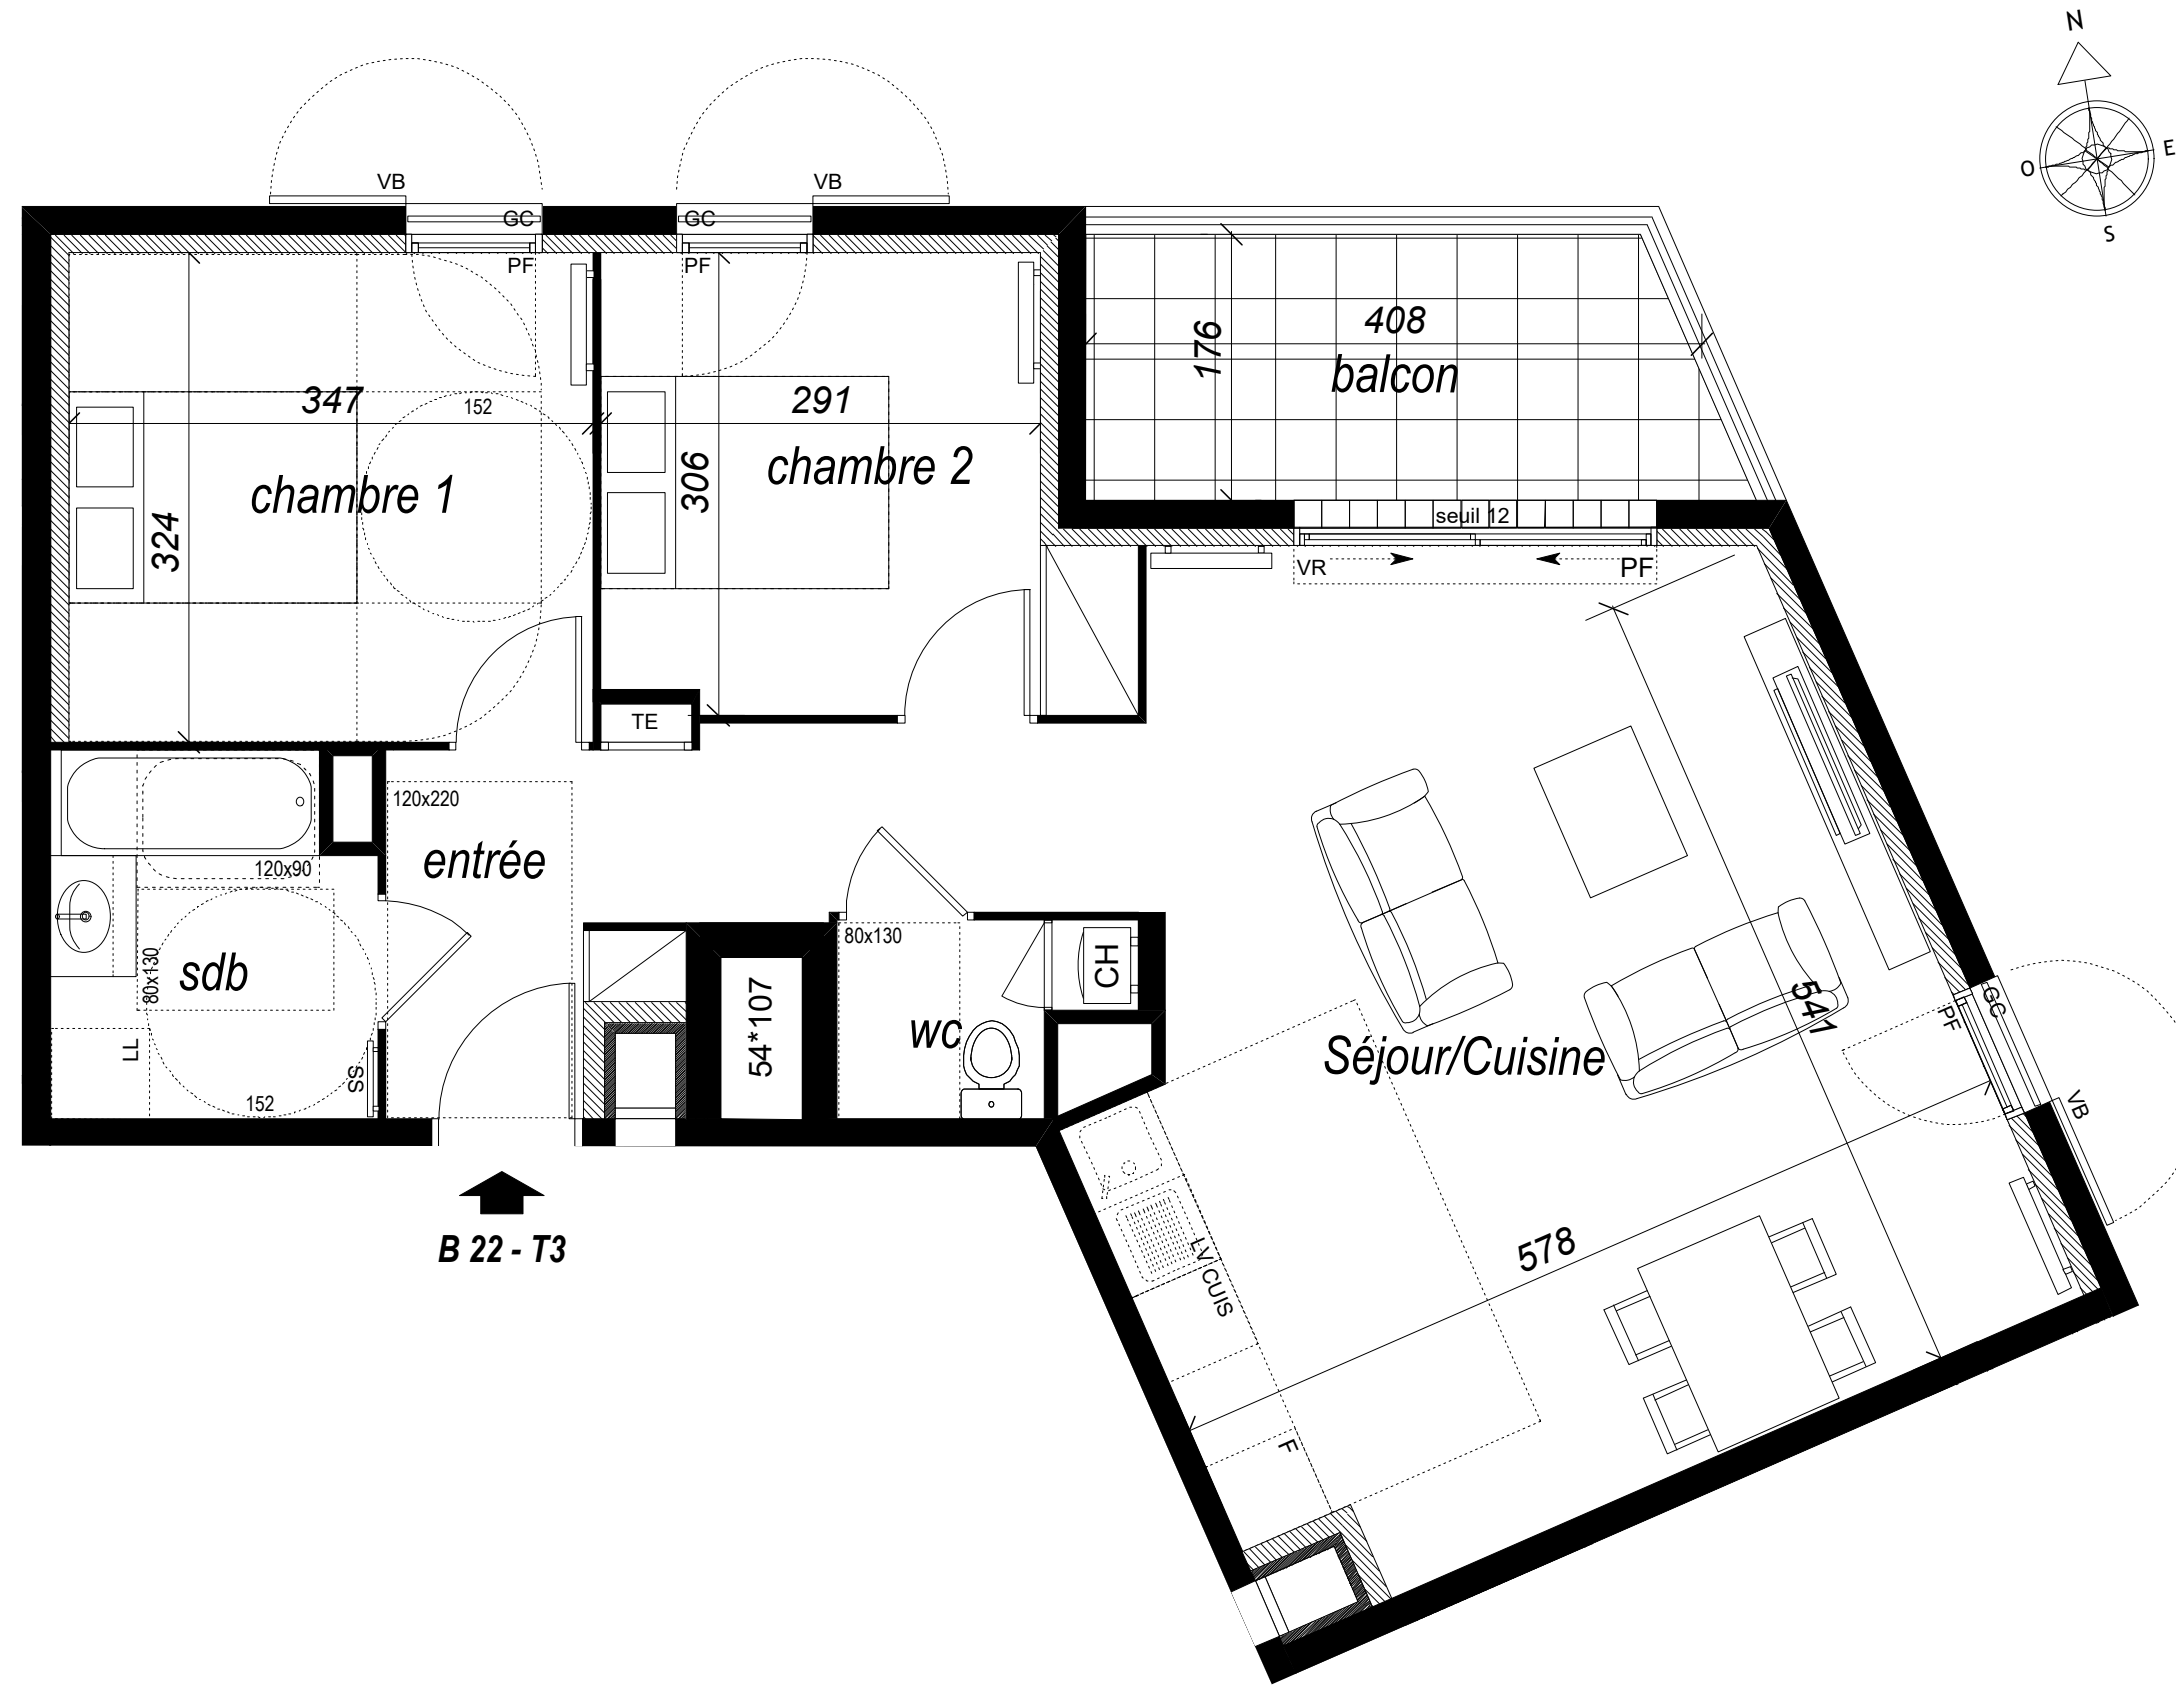 N
E
O
S
VB
VB
GC
GC
PF
PF
408
176
balcon
347
152
291
chambre 1
chambre 2
324
306
seuil 12
VR
PF
TE
120x220
entrée
120x90
80x130
sdb
LL
SS
152
80x130
CH
54*107
wc
541
GC
PF
VB
Séjour/Cuisine
578
LV CUIS
F
B 22 - T3